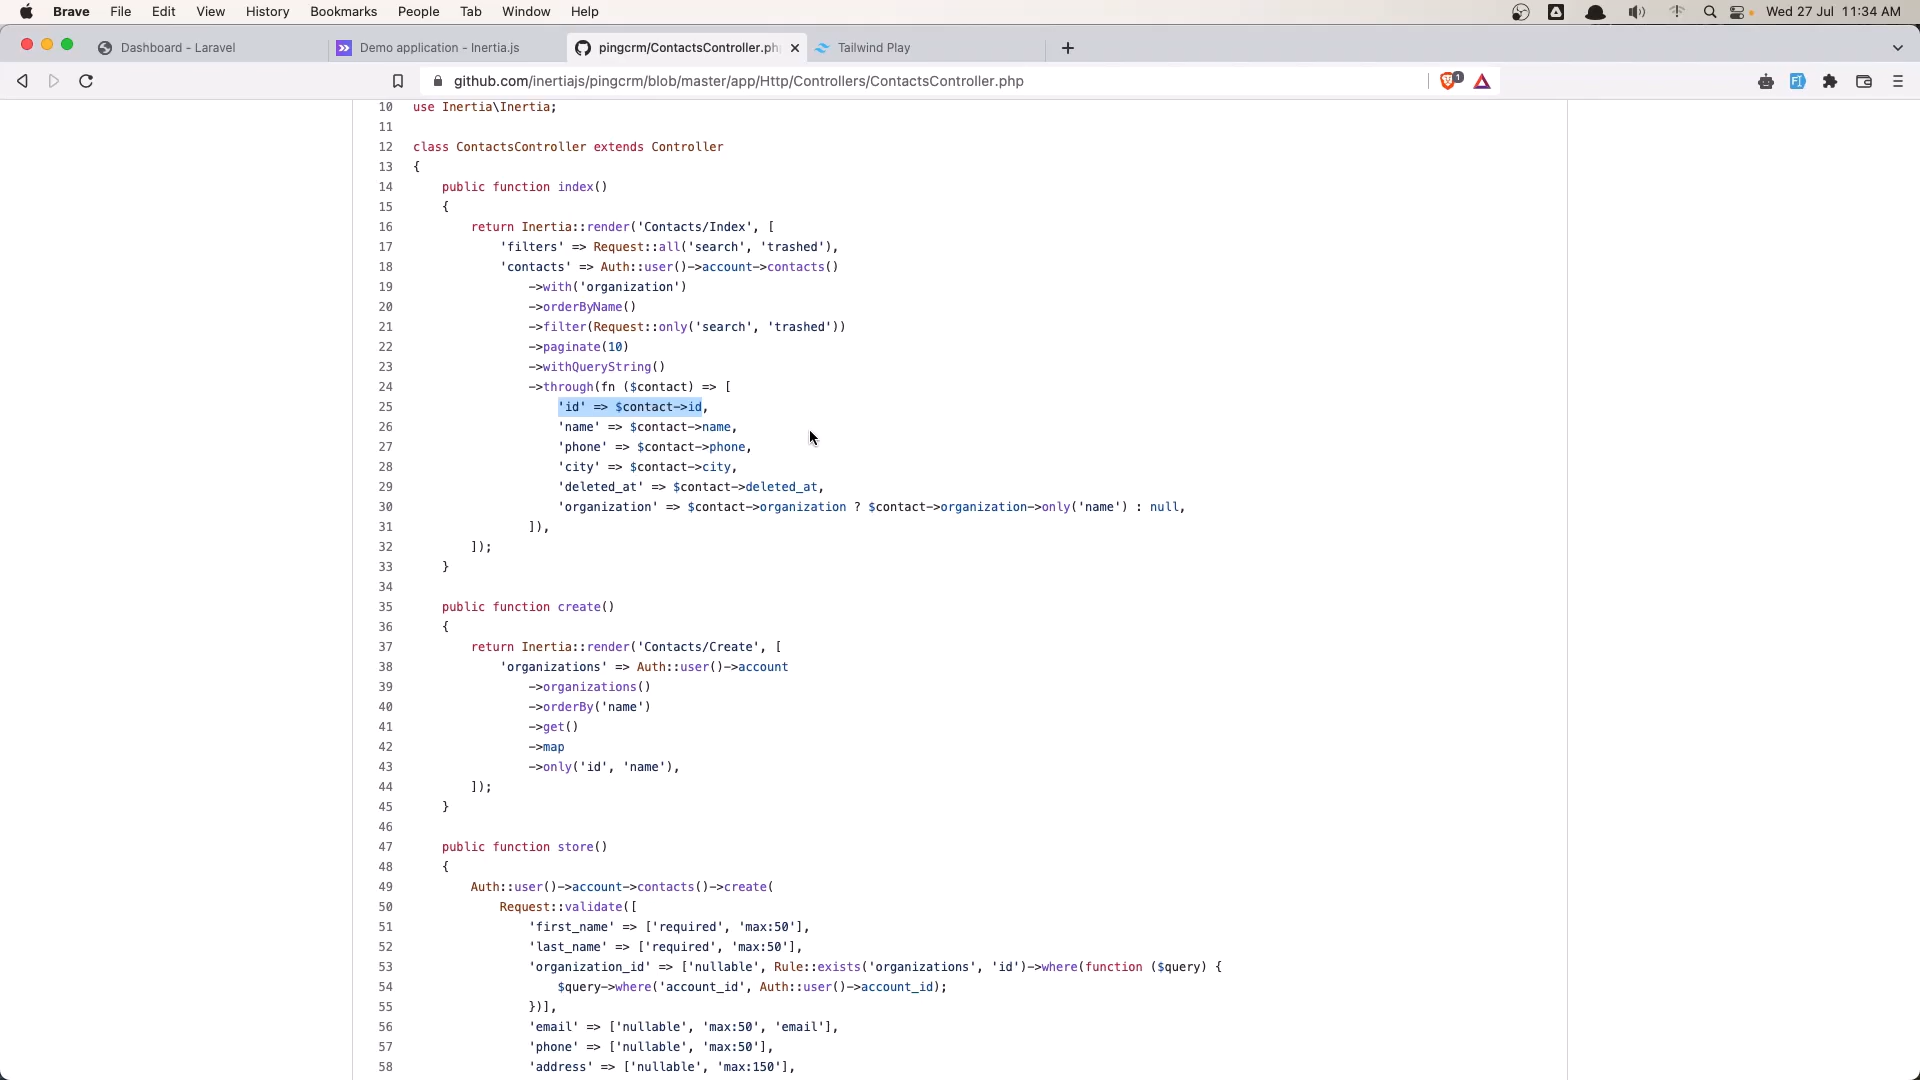 Brave File Edit View History Bookmarks People Tab Window Help Wed 27 Jul 11:34 AM
Dashboard - Laravel Demo application - Inertia.js pingcrm/ContactsController.ph Tailwind Play
github.com/inertiajs/pingcrm/blob/master/app/Http/Controllers/ContactsController.php 1
10 use Inertia\Inertia;
11
12 class ContactsController extends Controller
13 {
14 public function index()
15 {
16 return Inertia::render('Contacts/Index', [
17 'filters' => Request::all('search', 'trashed'),
18 'contacts' => Auth::user()->account->contacts()
19 ->with('organization')
20 ->orderByName()
21 ->filter(Request::only('search', 'trashed'))
22 ->paginate(10)
23 ->withQueryString()
24 ->through(fn ($contact) => [
25 'id' => $contact->id,
26 'name' => $contact->name,
27 'phone' => $contact->phone,
28 'city' => $contact->city,
29 'deleted_at' => $contact->deleted_at,
30 'organization' => $contact->organization ? $contact->organization->only('name') : null,
31 ]),
32 ]);
33 }
34
35 public function create()
36 {
37 return Inertia::render('Contacts/Create', [
38 'organizations' => Auth::user()->account
39 ->organizations()
40 ->orderBy('name')
41 ->get()
42 ->map
43 ->only('id', 'name'),
44 ]);
45 }
46
47 public function store()
48 {
49 Auth::user()->account->contacts()->create(
50 Request::validate([
51 'first_name' => ['required', 'max:50'],
52 'last_name' => ['required', 'max:50'],
53 'organization_id' => ['nullable', Rule::exists('organizations', 'id')->where(function ($query) {
54 $query->where('account_id', Auth::user()->account_id);
55 })],
56 'email' => ['nullable', 'max:50', 'email'],
57 'phone' => ['nullable', 'max:50'],
58 'address' => ['nullable', 'max:150'],